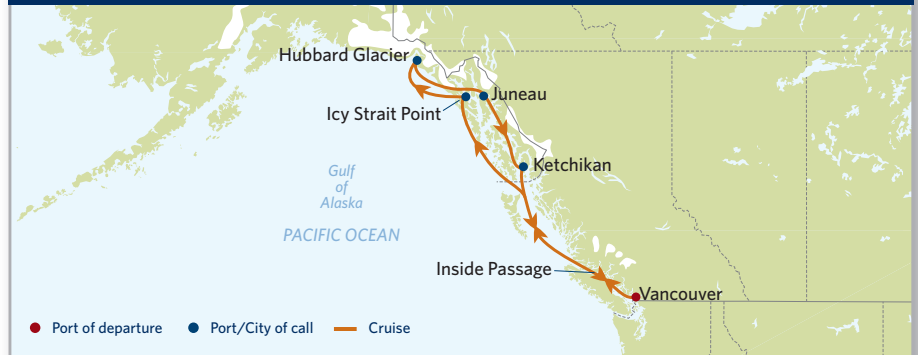 Hubbard Glacier
Juneau
Icy Strait Point
Ketchikan
Gulf
of
Alaska
PACIFIC OCEAN
Inside Passage
Vancouver
Port of departure
Port/City of call
Cruise